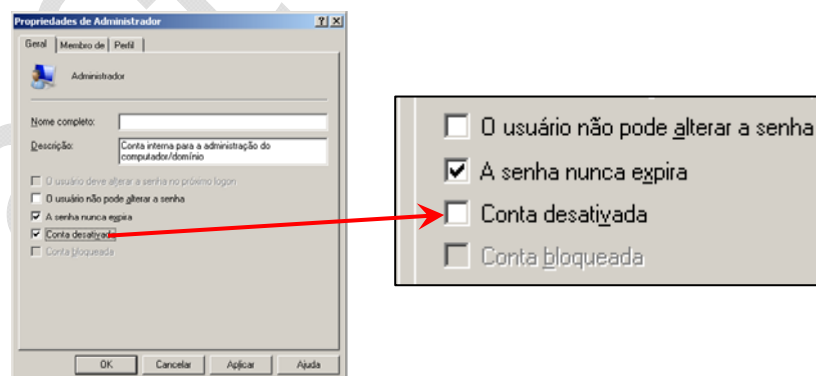 Propriedades de Administrador
Geral
Membro de
Perfil
Administrador
Nome completo:
Descrição:
Conta interna para a administração do
computador/domínio
O usuário deve alterar a senha no próximo logon
O usuário não pode alterar a senha
A senha nunca expira
Conta desativada
Conta bloqueada
OK
Cancelar
Aplicar
Ajuda
O usuário não pode alterar a senha
A senha nunca expira
Conta desativada
Conta bloqueada